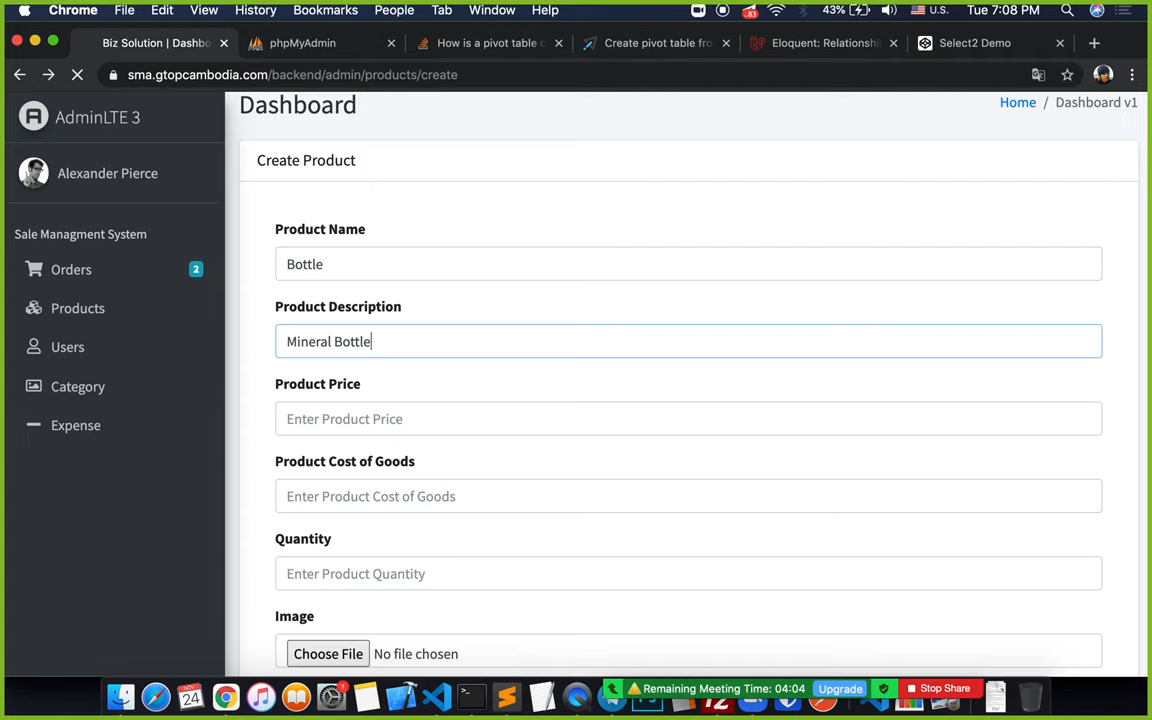 Chrome File Edit View History Bookmarks People Tab Window Help 83 43% U.S. Tue 7:08 PM
Biz Solution | Dashbo phpMyAdmin How is a pivot table c Create pivot table fro Eloquent: Relationshi Select2 Demo
sma.gtopcambodia.com/backend/admin/products/create
AdminLTE 3
Dashboard
Home / Dashboard v1
Alexander Pierce
Create Product
Sale Managment System
Orders 2
Products
Users
Category
Expense
Product Name
Bottle
Product Description
Mineral Bottle
Product Price
Enter Product Price
Product Cost of Goods
Enter Product Cost of Goods
Quantity
Enter Product Quantity
Image
Choose File No file chosen
NOV
24
1
Remaining Meeting Time: 04:04 Upgrade Stop Share